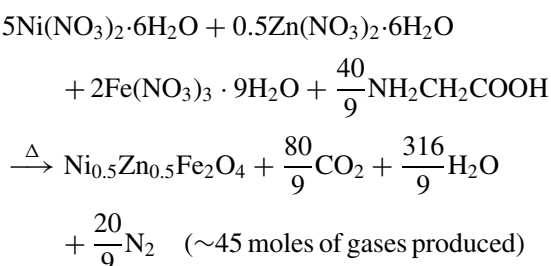 5Ni(NO₃)₂·6H₂O + 0.5Zn(NO₃)₂·6H₂O
+ 2Fe(NO₃)₃ · 9H₂O + 40/9 NH₂CH₂COOH
Δ⟶ Ni₀.₅Zn₀.₅Fe₂O₄ + 80/9 CO₂ + 316/9 H₂O
+ 20/9 N₂ (∼45 moles of gases produced)